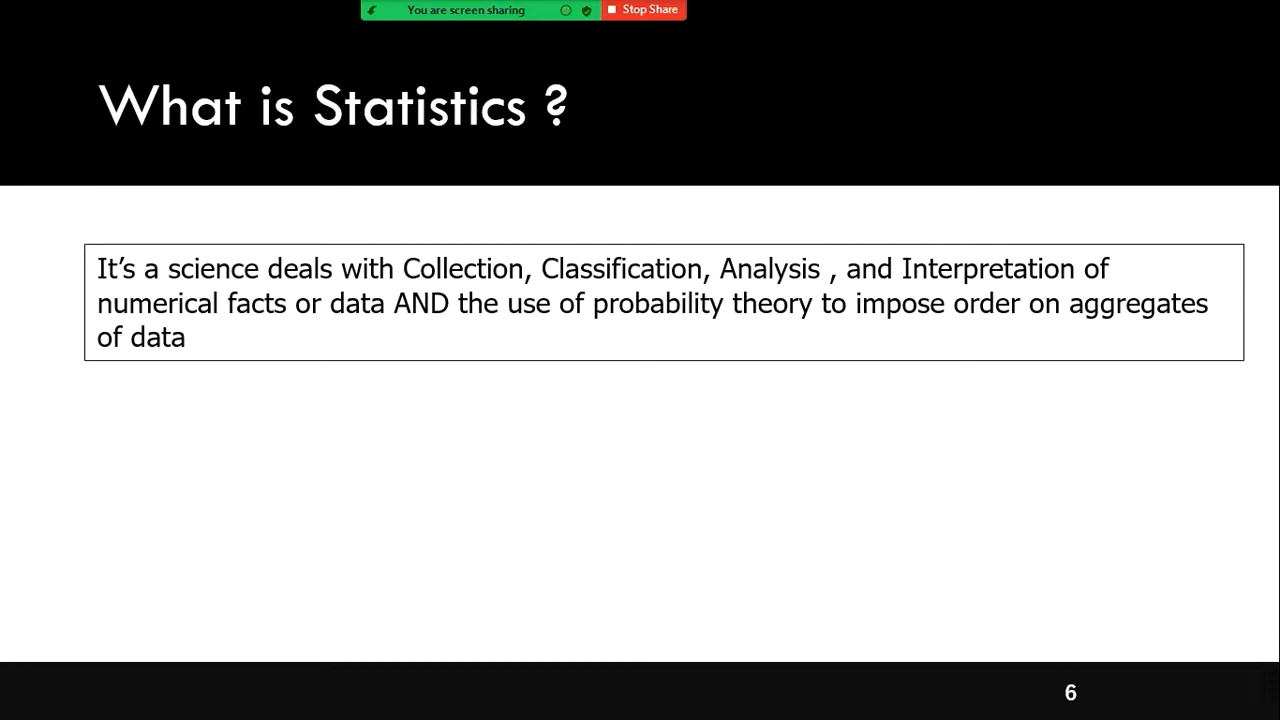 You are screen sharing Stop Share
What is Statistics ?
It’s a science deals with Collection, Classification, Analysis , and Interpretation of
numerical facts or data AND the use of probability theory to impose order on aggregates
of data
6